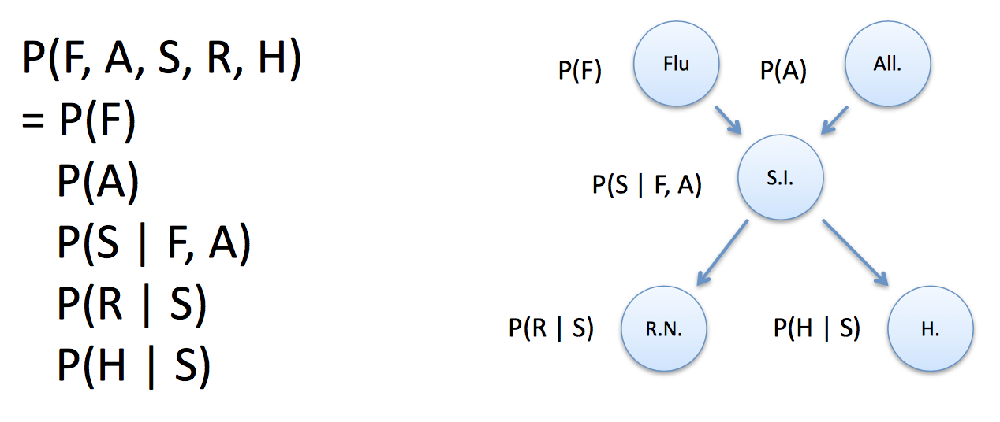 P(F, A, S, R, H)
= P(F)
P(A)
P(S | F, A)
P(R | S)
P(H | S)
P(F)
Flu
P(A)
All.
P(S | F, A)
S.I.
P(R | S)
R.N.
P(H | S)
H.